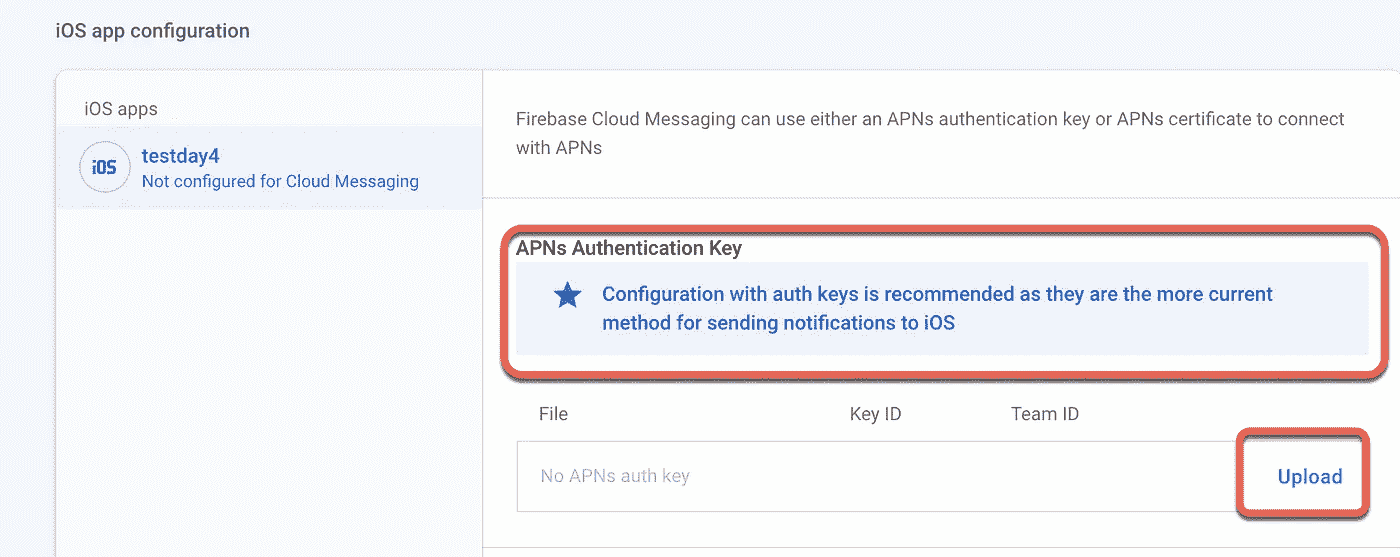 iOS app configuration
iOS apps
iOS
testday4
Not configured for Cloud Messaging
Firebase Cloud Messaging can use either an APNs authentication key or APNs certificate to connect
with APNs
APNs Authentication Key
Configuration with auth keys is recommended as they are the more current
method for sending notifications to iOS
File Key ID Team ID
No APNs auth key Upload